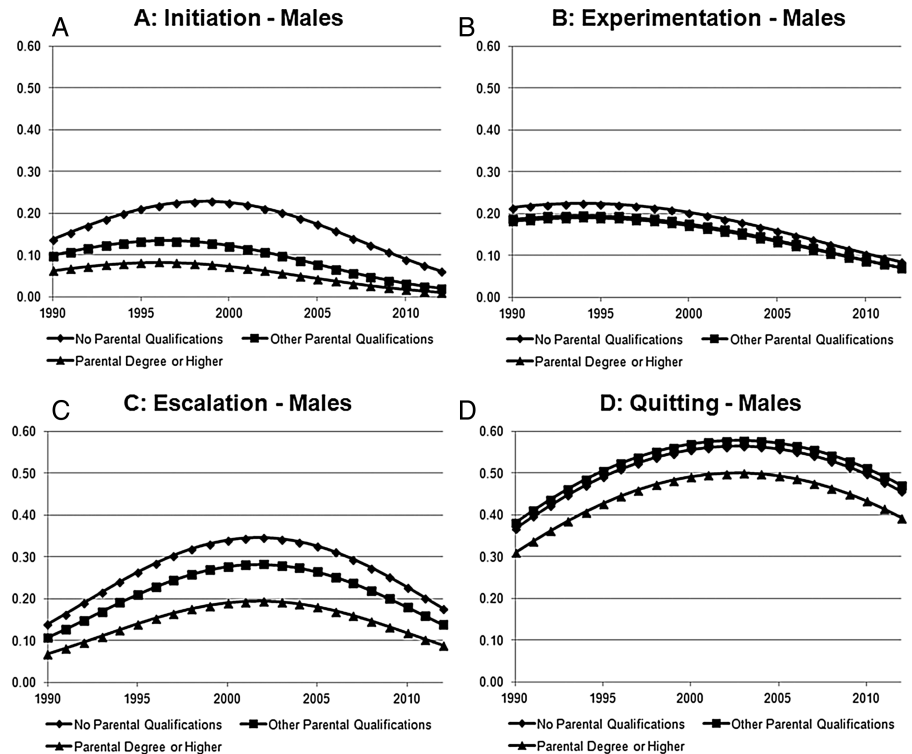 A
A: Initiation - Males
0.60
0.50
0.40
0.30
0.20
0.10
0.00
1990 1995 2000 2005 2010
No Parental Qualifications Other Parental Qualifications
Parental Degree or Higher
B
B: Experimentation - Males
0.60
0.50
0.40
0.30
0.20
0.10
0.00
1990 1995 2000 2005 2010
No Parental Qualifications Other Parental Qualifications
Parental Degree or Higher
C
C: Escalation - Males
0.60
0.50
0.40
0.30
0.20
0.10
0.00
1990 1995 2000 2005 2010
No Parental Qualifications Other Parental Qualifications
Parental Degree or Higher
D
D: Quitting - Males
0.60
0.50
0.40
0.30
0.20
0.10
0.00
1990 1995 2000 2005 2010
No Parental Qualifications Other Parental Qualifications
Parental Degree or Higher